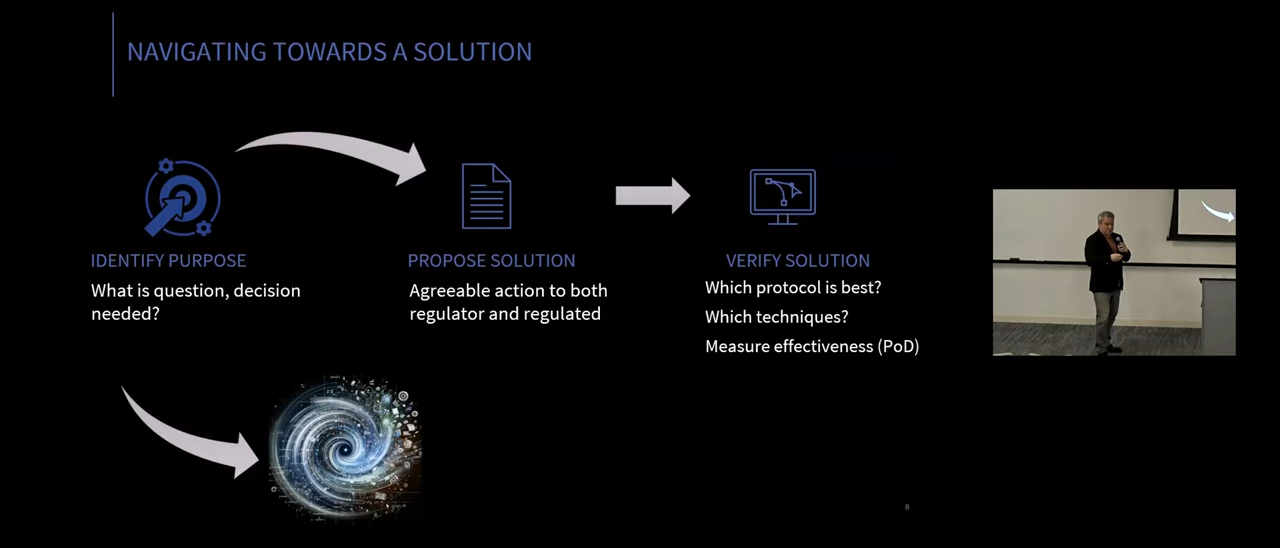 NAVIGATING TOWARDS A SOLUTION
IDENTIFY PURPOSE
What is question, decision
needed?
PROPOSE SOLUTION
Agreeable action to both
regulator and regulated
VERIFY SOLUTION
Which protocol is best?
Which techniques?
Measure effectiveness (PoD)
8